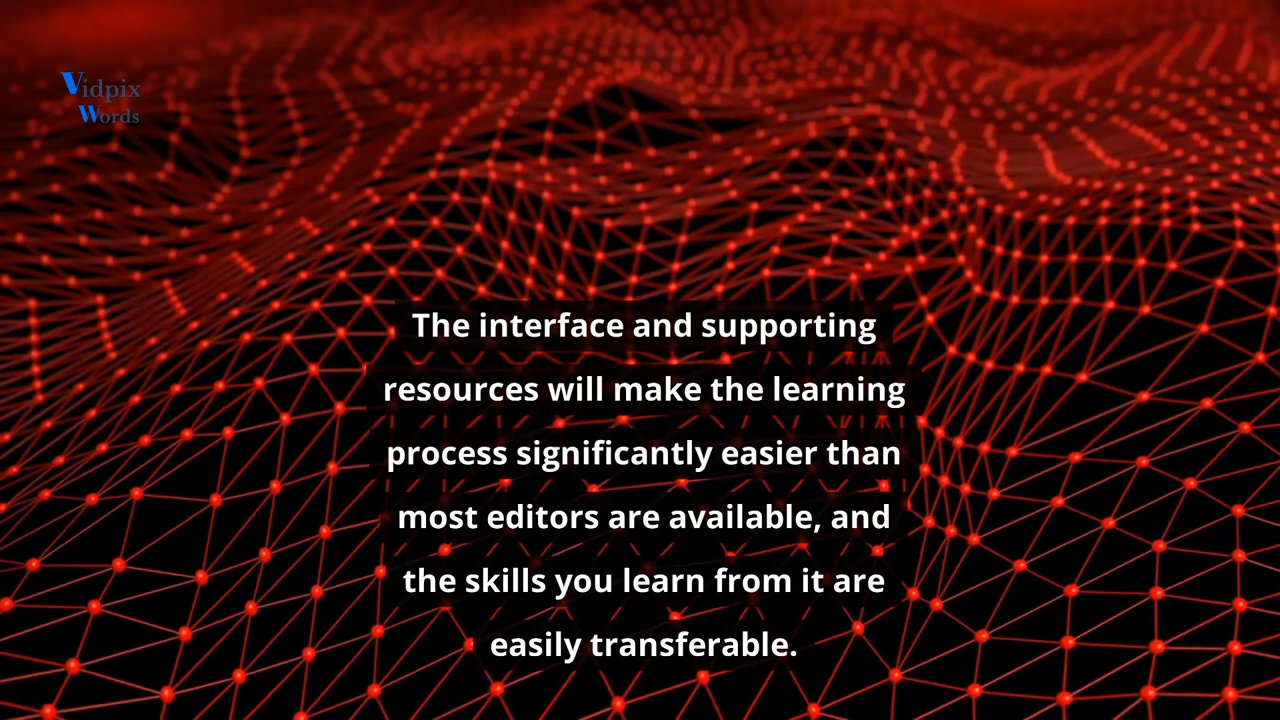 Vidpix
Words
The interface and supporting
resources will make the learning
process significantly easier than
most editors are available, and
the skills you learn from it are
easily transferable.